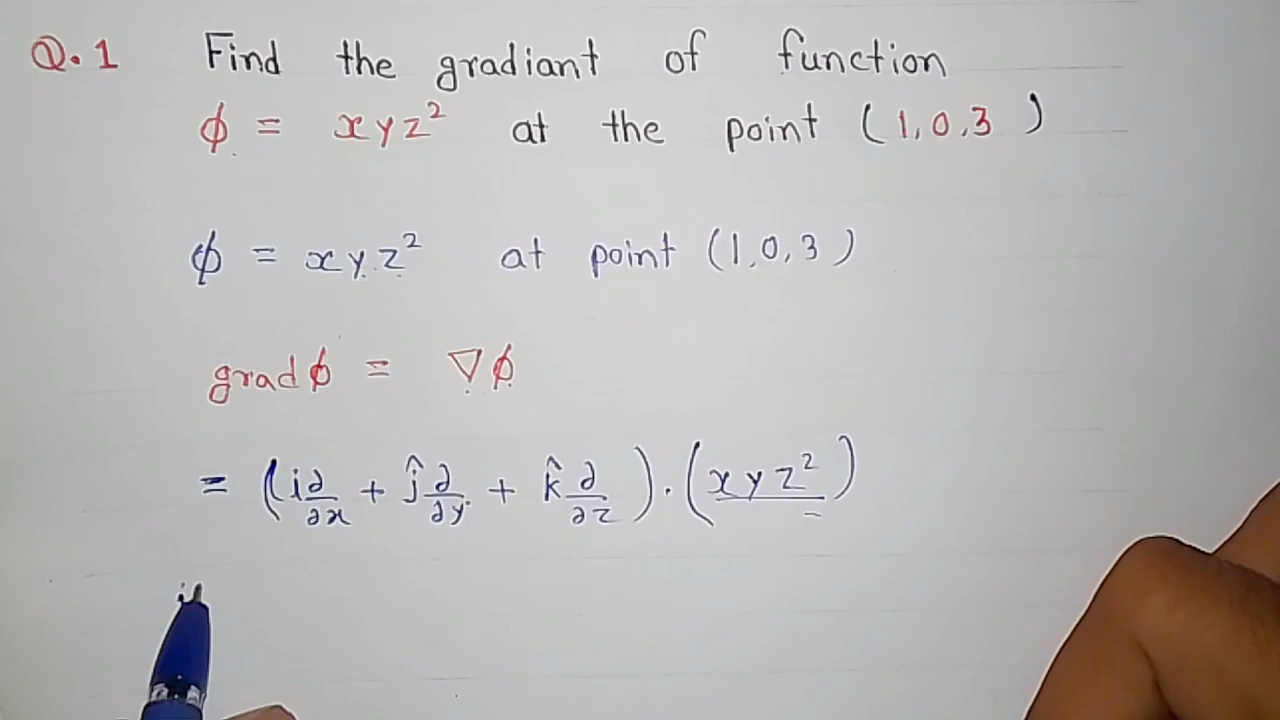 Q.1 Find the gradiant of function
ϕ = xyz² at the point (1,0,3)
ϕ = xyz² at point (1,0,3)
grad ϕ = ∇ϕ
= (i ∂/∂x + ĵ ∂/∂y + k̂ ∂/∂z) . (xyz²)
i